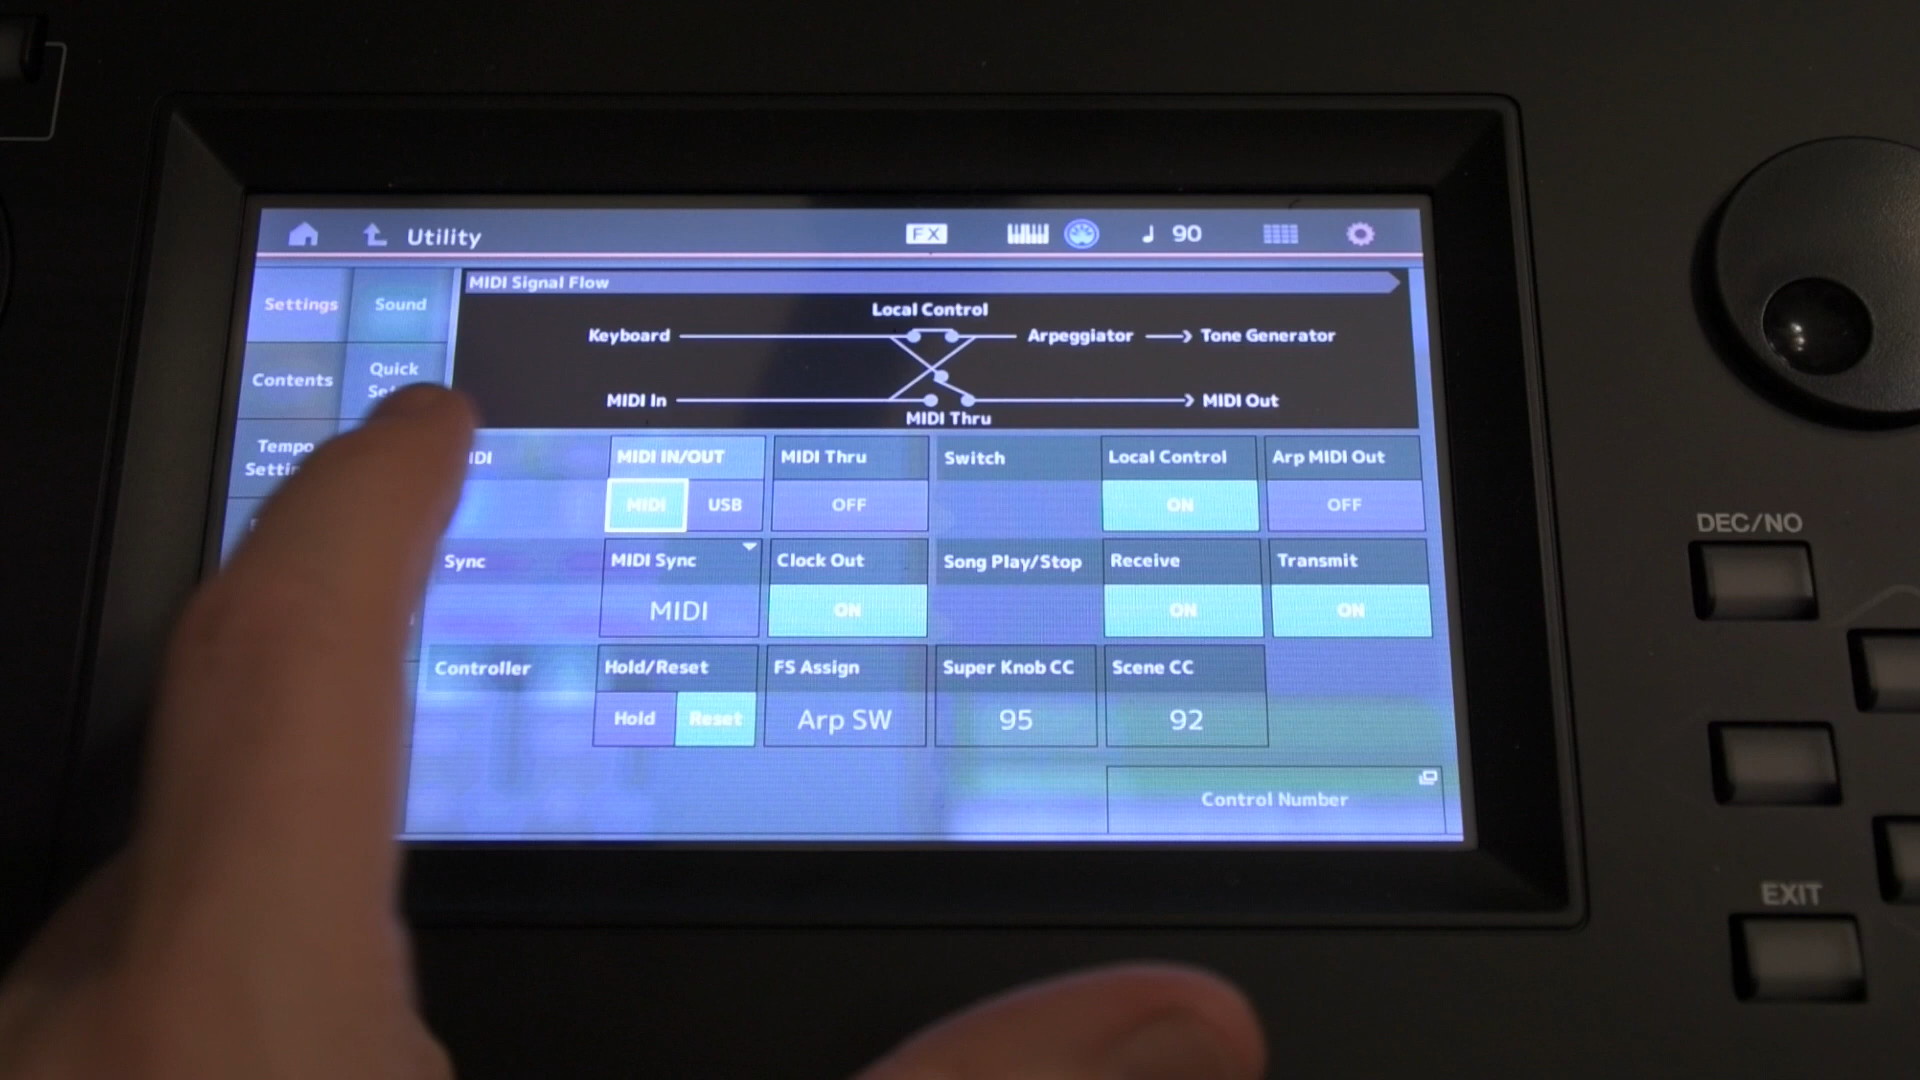 Utility
FX
90
Settings
Sound
MIDI Signal Flow
Local Control
Keyboard
Arpeggiator
Tone Generator
Contents
Quick
MIDI In
MIDI Out
MIDI Thru
Tempo
MIDI IN/OUT
MIDI Thru
Switch
Local Control
Arp MIDI Out
MIDI
USB
OFF
ON
OFF
Sync
MIDI Sync
Clock Out
Song Play/Stop
Receive
Transmit
MIDI
ON
ON
ON
Controller
Hold/Reset
FS Assign
Super Knob CC
Scene CC
Hold
Reset
Arp SW
95
92
Control Number
DEC/NO
EXIT